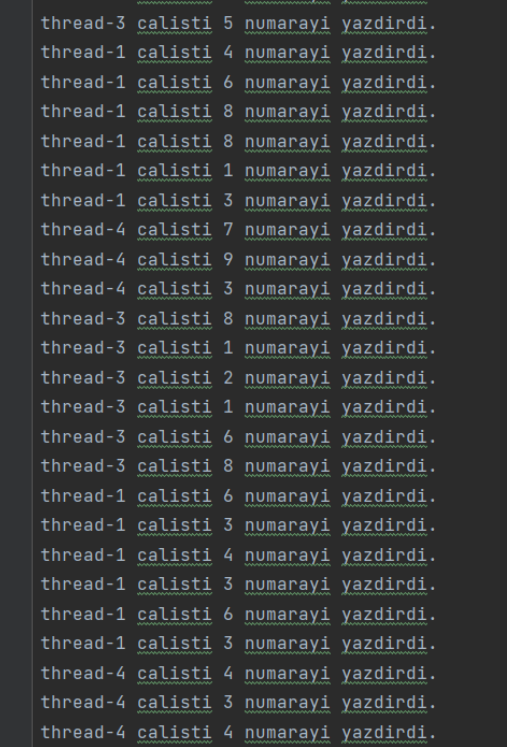 thread-3 calisti 5 numarayi yazdirdi.
thread-1 calisti 4 numarayi yazdirdi.
thread-1 calisti 6 numarayi yazdirdi.
thread-1 calisti 8 numarayi yazdirdi.
thread-1 calisti 8 numarayi yazdirdi.
thread-1 calisti 1 numarayi yazdirdi.
thread-1 calisti 3 numarayi yazdirdi.
thread-4 calisti 7 numarayi yazdirdi.
thread-4 calisti 9 numarayi yazdirdi.
thread-4 calisti 3 numarayi yazdirdi.
thread-3 calisti 8 numarayi yazdirdi.
thread-3 calisti 1 numarayi yazdirdi.
thread-3 calisti 2 numarayi yazdirdi.
thread-3 calisti 1 numarayi yazdirdi.
thread-3 calisti 6 numarayi yazdirdi.
thread-3 calisti 8 numarayi yazdirdi.
thread-1 calisti 6 numarayi yazdirdi.
thread-1 calisti 3 numarayi yazdirdi.
thread-1 calisti 4 numarayi yazdirdi.
thread-1 calisti 3 numarayi yazdirdi.
thread-1 calisti 6 numarayi yazdirdi.
thread-1 calisti 3 numarayi yazdirdi.
thread-4 calisti 4 numarayi yazdirdi.
thread-4 calisti 3 numarayi yazdirdi.
thread-4 calisti 4 numarayi yazdirdi.